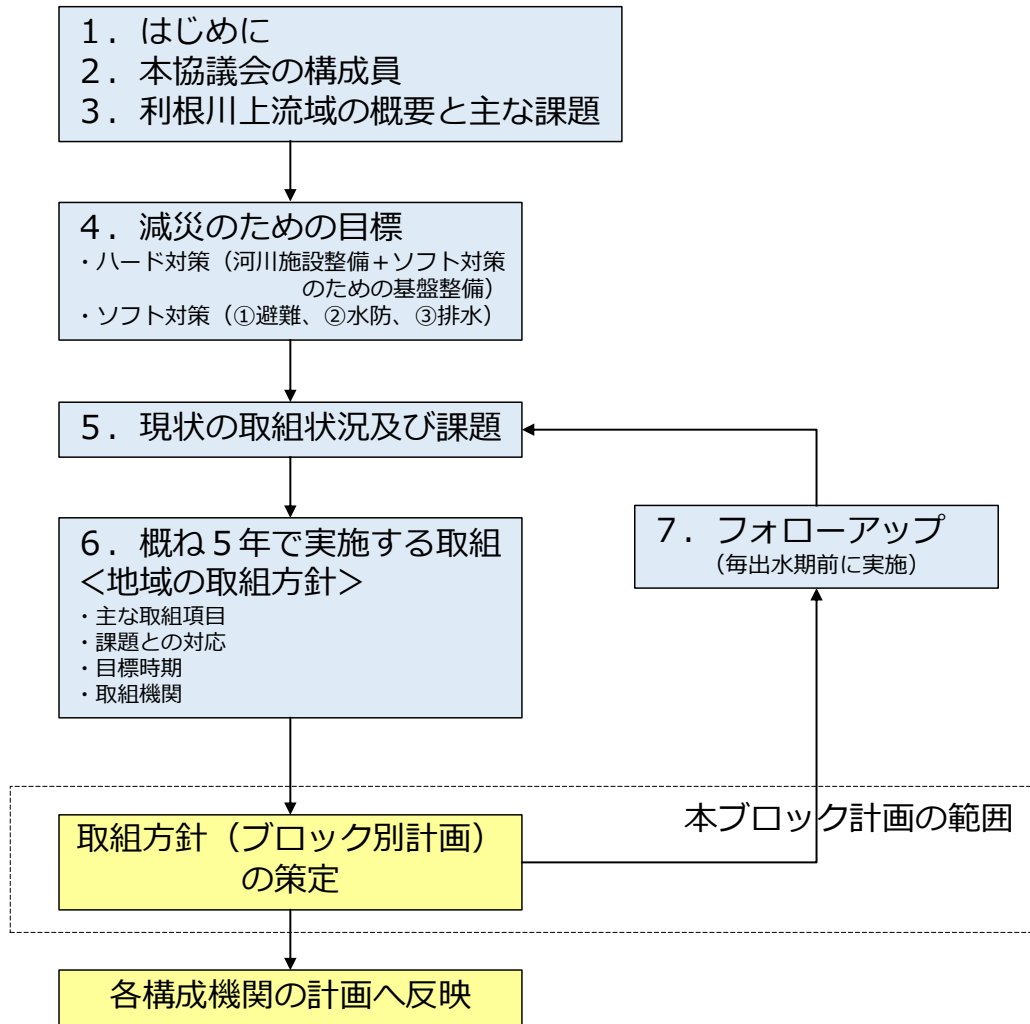 １．はじめに
２．本協議会の構成員
３．利根川上流域の概要と主な課題
４．減災のための目標
・ハード対策（河川施設整備＋ソフト対策
のための基盤整備）
・ソフト対策（①避難、②水防、③排水）
５．現状の取組状況及び課題
６．概ね５年で実施する取組
＜地域の取組方針＞
・主な取組項目
・課題との対応
・目標時期
・取組機関
７．フォローアップ
（毎出水期前に実施）
本ブロック計画の範囲
取組方針（ブロック別計画）
の策定
各構成機関の計画へ反映